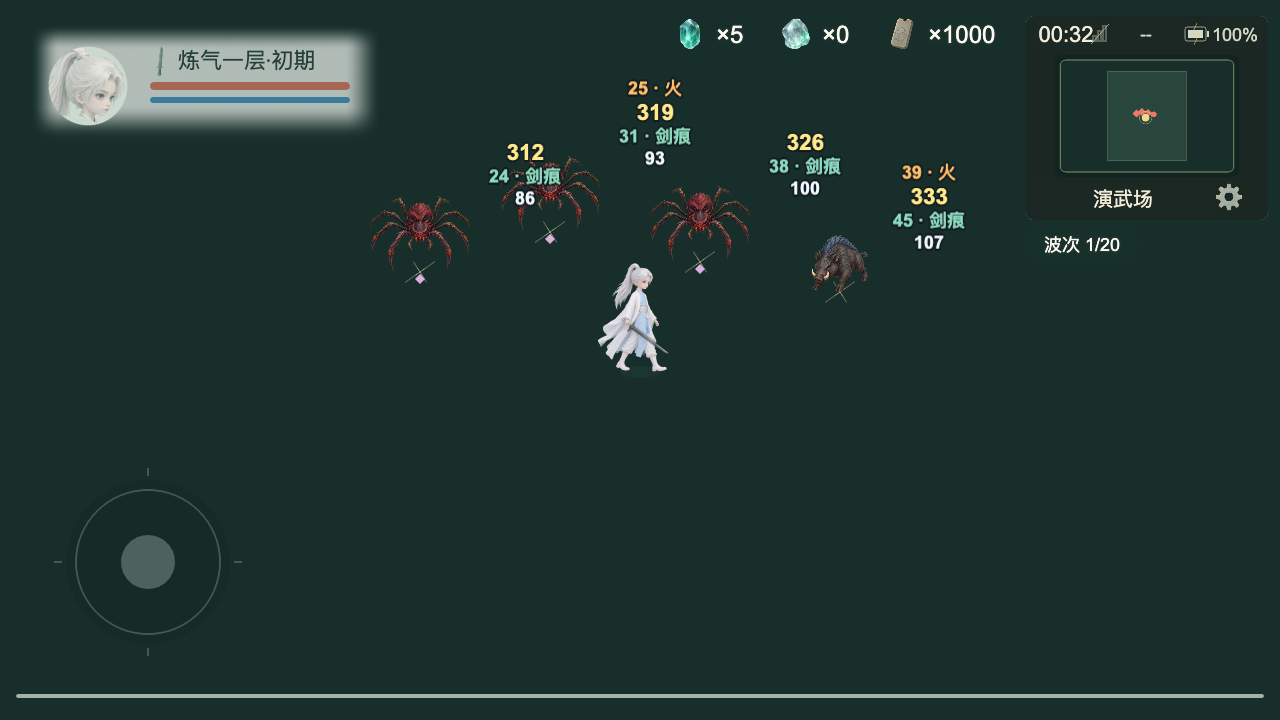 炼气一层·初期
×5
×0
×1000
00:32
--
100%
演武场
波次 1/20
312
24 · 剑痕
86
25 · 火
319
31 · 剑痕
93
326
38 · 剑痕
100
39 · 火
333
45 · 剑痕
107